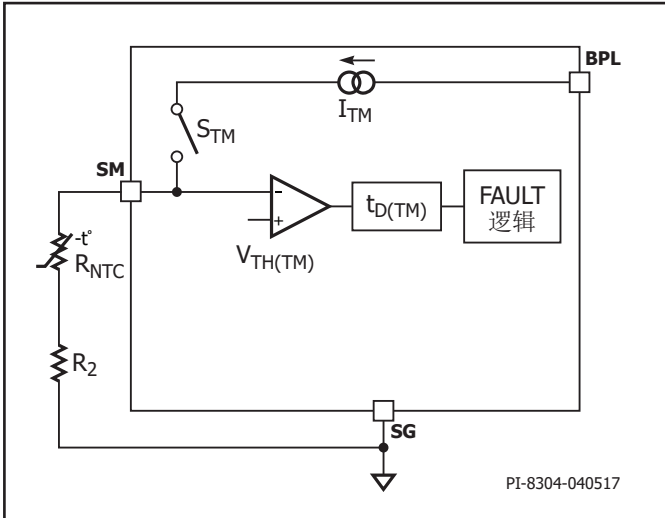 BPL
I_TM
S_TM
SM
-
+
t_D(TM)
FAULT
逻辑
V_TH(TM)
-t°
R_NTC
R_2
SG
PI-8304-040517